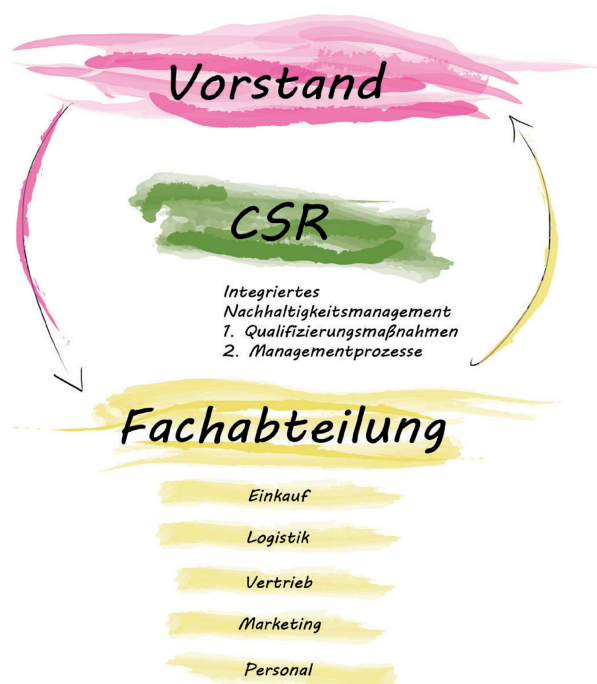 Vorstand
CSR
Integriertes
Nachhaltigkeitsmanagement
1. Qualifizierungsmaßnahmen
2. Managementprozesse
Fachabteilung
Einkauf
Logistik
Vertrieb
Marketing
Personal